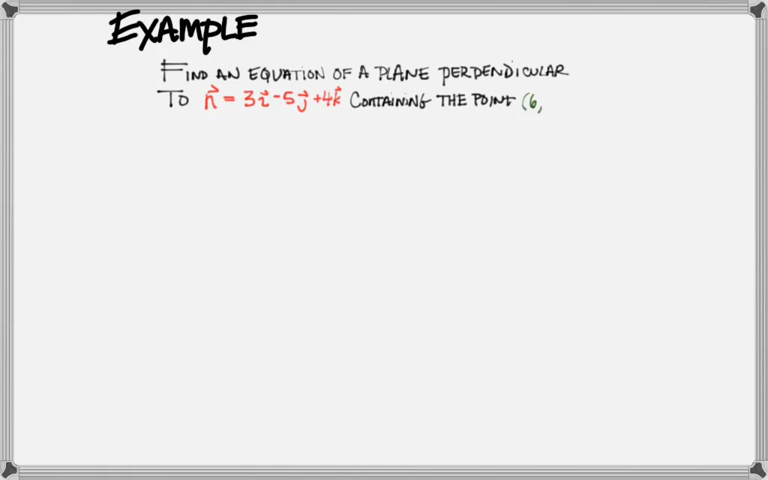 EXAMPLE
FIND AN EQUATION OF A PLANE PERPENDICULAR
TO n⃗ = 3i⃗ - 5j⃗ + 4k⃗ CONTAINING THE POINT (6,